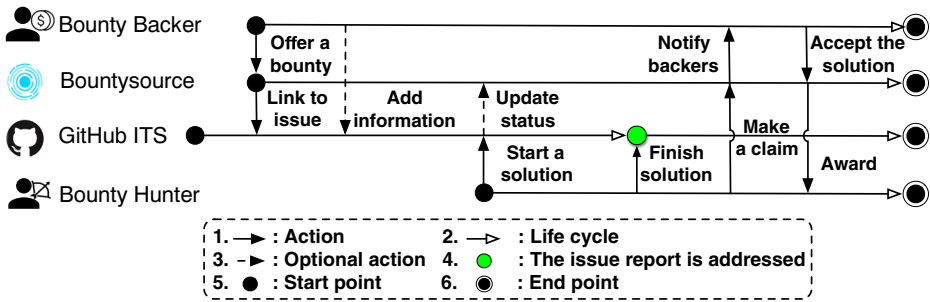 Bounty Backer
Offer a
bounty
Notify
backers
Accept the
solution
Bountysource
Link to
issue
Add
information
Update
status
GitHub ITS
Start a
solution
Finish
solution
Make
a claim
Award
Bounty Hunter
1. : Action
2. : Life cycle
3. : Optional action
4. : The issue report is addressed
5. : Start point
6. : End point